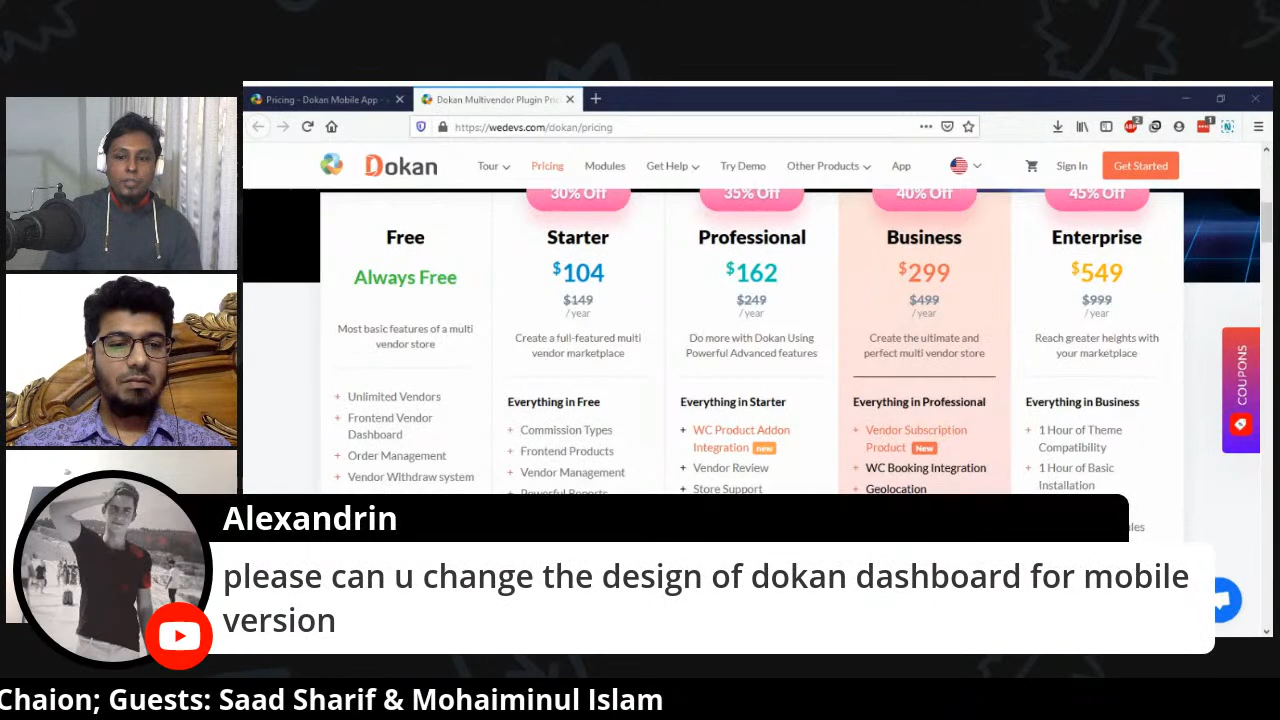 Pricing - Dokan Mobile App -
Dokan Multivendor Plugin Pric
https://wedevs.com/dokan/pricing
2
1
Dokan
Tour
Pricing
Modules
Get Help
Try Demo
Other Products
App
Sign In
Get Started
30% Off
35% Off
40% Off
45% Off
Free
Starter
Professional
Business
Enterprise
Always Free
$104
$162
$299
$549
$149
$249
$499
$999
/ year
/ year
/ year
/ year
Most basic features of a multi
vendor store
Create a full-featured multi
vendor marketplace
Do more with Dokan Using
Powerful Advanced features
Create the ultimate and
perfect multi vendor store
Reach greater heights with
your marketplace
+ Unlimited Vendors
+ Frontend Vendor
Dashboard
+ Order Management
+ Vendor WIthdraw system
Everything in Free
+ Commission Types
+ Frontend Products
+ Vendor Management
+ Powerful Reports
Everything in Starter
+ WC Product Addon
Integration new
+ Vendor Review
+ Store Support
Everything in Professional
+ Vendor Subscription
Product New
+ WC Booking Integration
+ Geolocation
Everything in Business
+ 1 Hour of Theme
Compatibility
+ 1 Hour of Basic
Installation
COUPONS
Alexandrin
please can u change the design of dokan dashboard for mobile
version
Chaion; Guests: Saad Sharif & Mohaiminul Islam